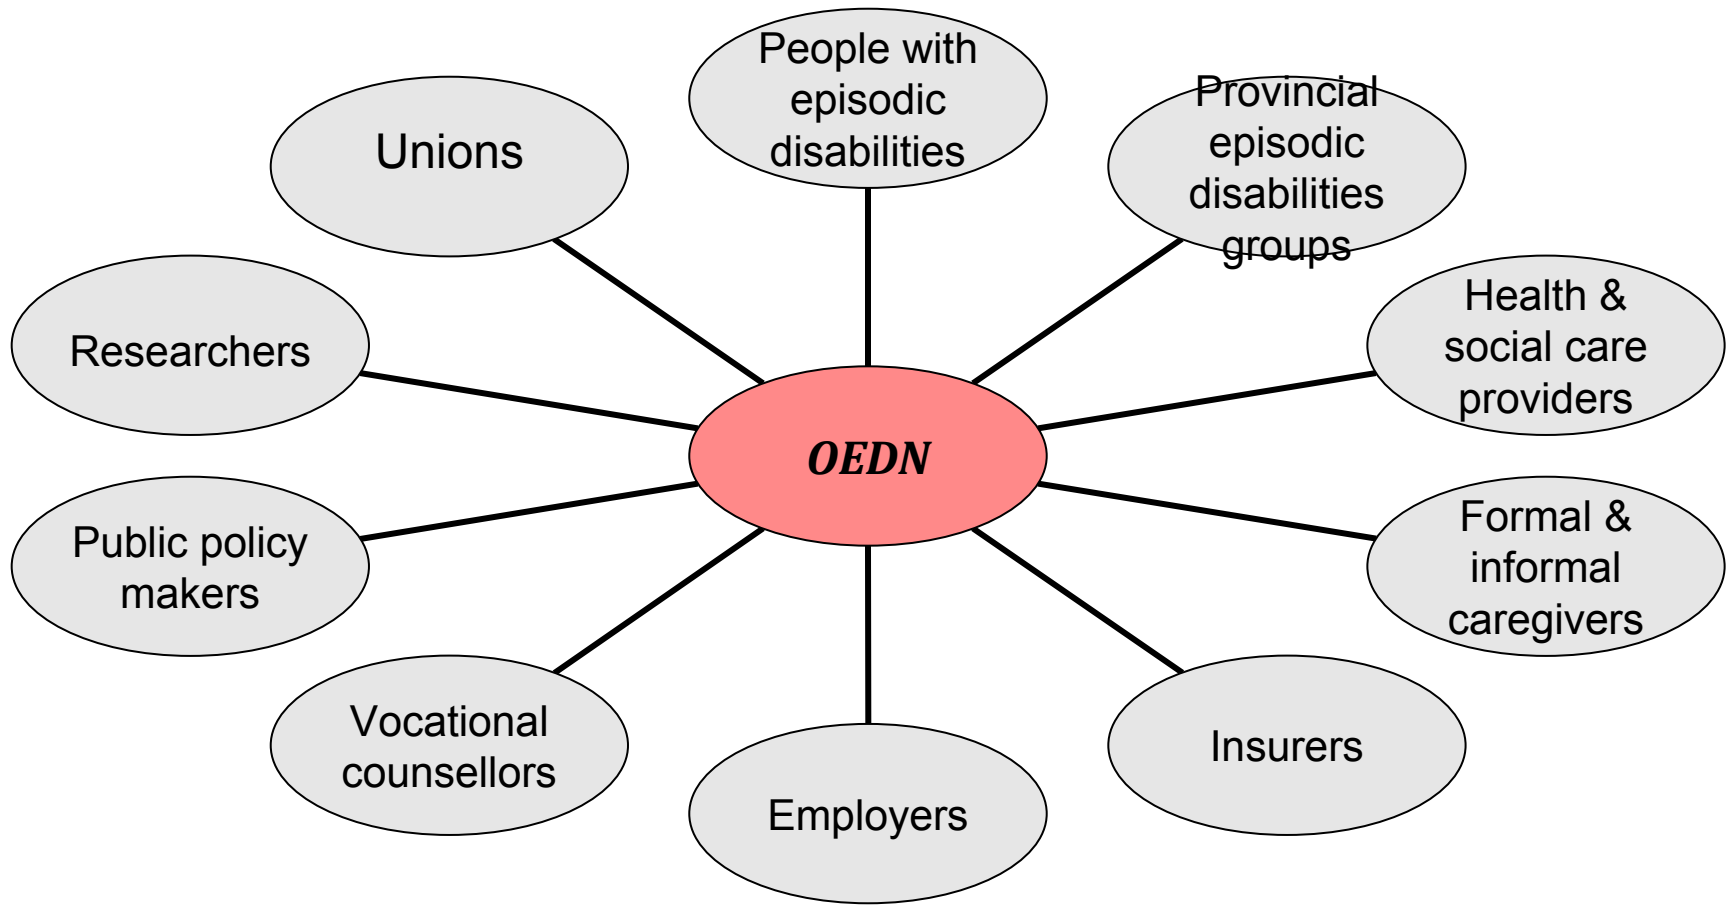 People with
episodic
disabilities
Provincial
episodic
disabilities
groups
Unions
Health &
social care
providers
Researchers
OEDN
Formal &
informal
caregivers
Public policy
makers
Vocational
counsellors
Insurers
Employers